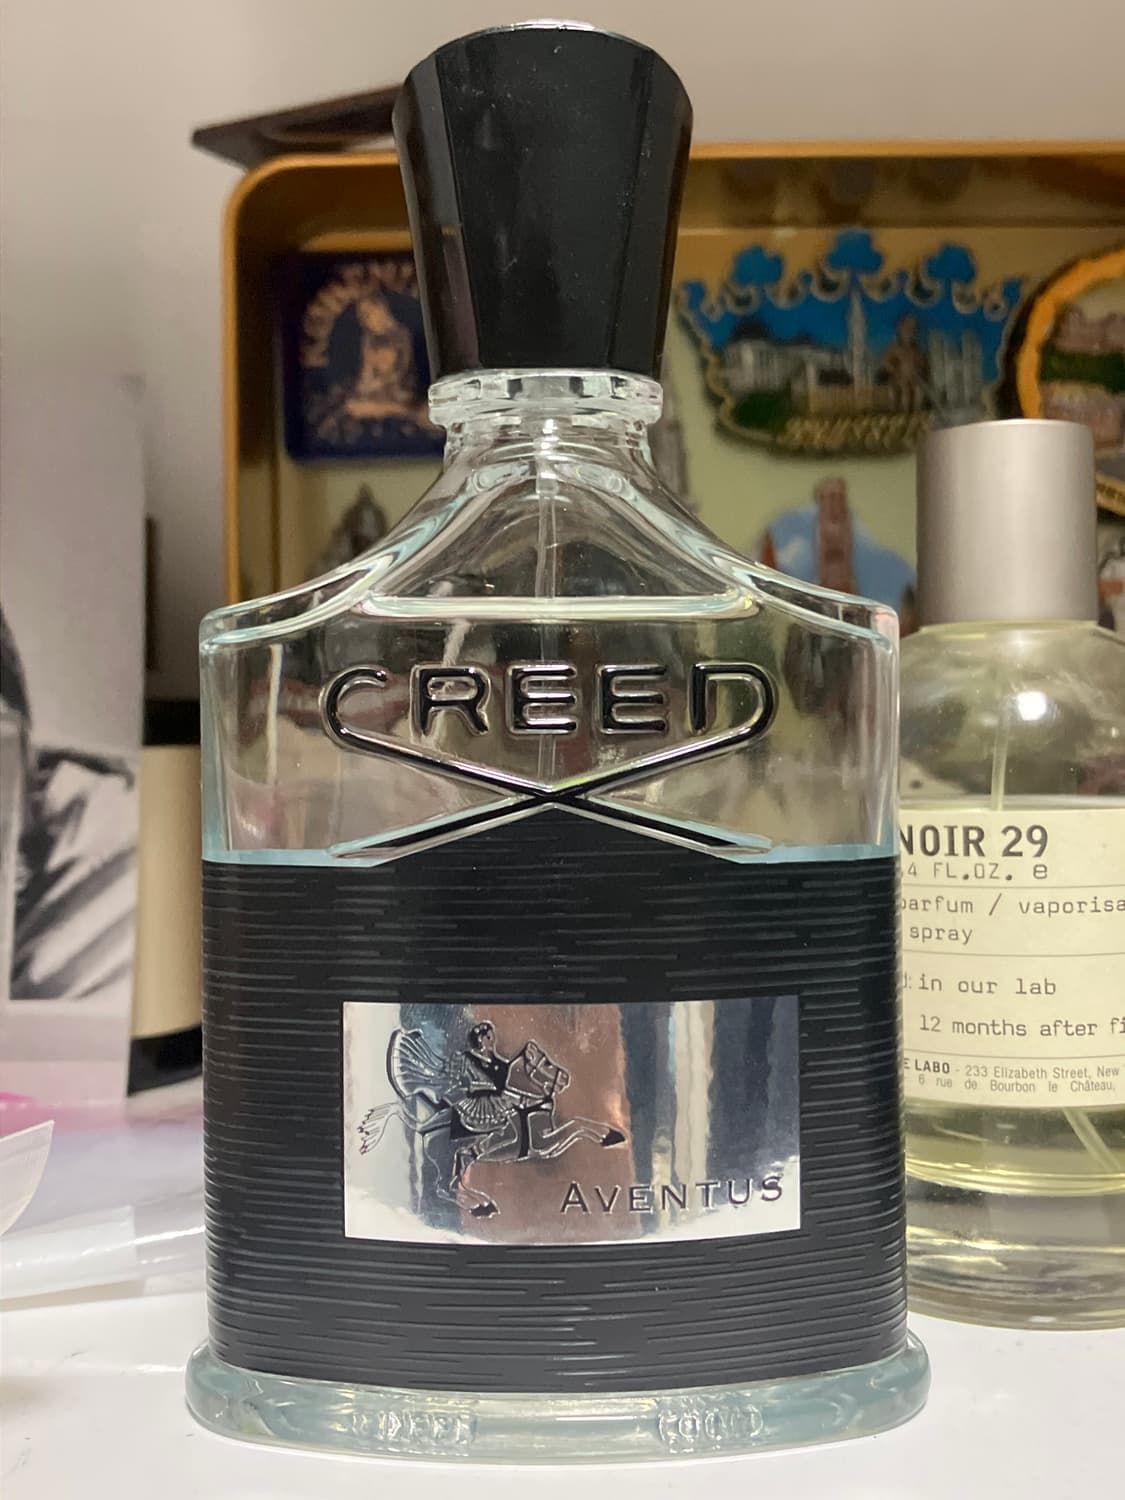 CREED
AVENTUS
NOIR 29
.4 FL.OZ. e
parfum / vaporisa
spray
in our lab
12 months after fi
E LABO - 233 Elizabeth Street, New
6 rue de Bourbon le Château,